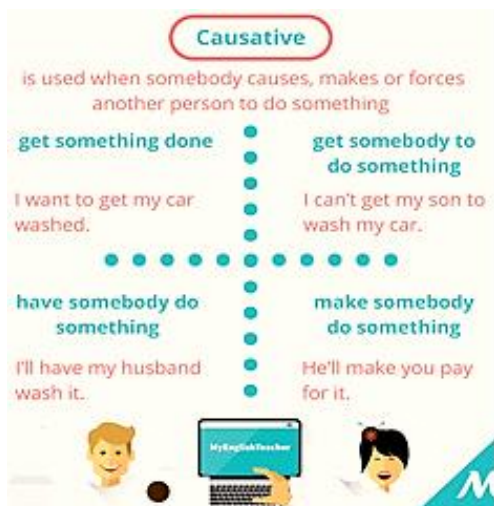 Causative
is used when somebody causes, makes or forces
another person to do something
get something done
I want to get my car
washed.
get somebody to
do something
I can't get my son to
wash my car.
have somebody do
something
I'll have my husband
wash it.
make somebody
do something
He'll make you pay
for it.
MyEnglishTeacher
M